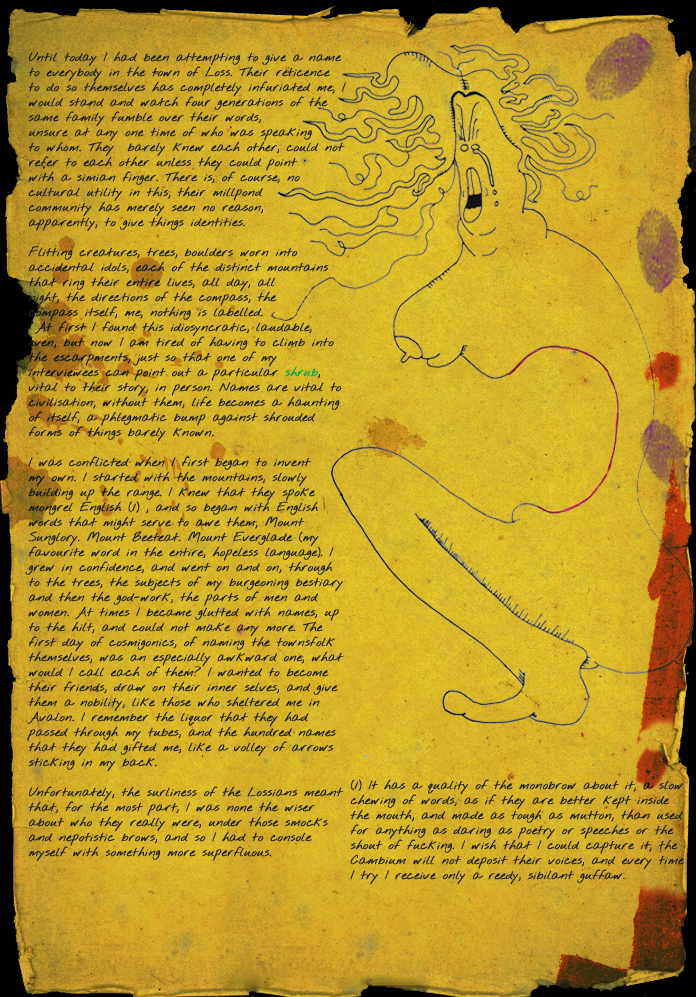 Until today I had been attempting to give a name
to everybody in the town of Loss. Their reticence
to do so themselves has completely infuriated me, I
would stand and watch four generations of the
same family fumble over their words,
unsure at any one time of who was speaking
to whom. They barely knew each other, could not
refer to each other unless they could point
with a simian finger. There is, of course, no
cultural utility in this, their millpond
community has merely seen no reason,
apparently, to give things identities.
Flitting creatures, trees, boulders worn into
accidental idols, each of the distinct mountains
that ring their entire lives, all day, all
night, the directions of the compass, the
compass itself, me, nothing is labelled.
At first I found this idiosyncratic, laudable,
even, but now I am tired of having to climb into
the escarpments, just so that one of my
interviewees can point out a particular shrub,
vital to their story, in person. Names are vital to
civilisation, without them, life becomes a haunting
of itself, a phlegmatic bump against shrouded
forms of things barely known.
I was conflicted when I first began to invent
my own. I started with the mountains, slowly
building up the range. I knew that they spoke
mongrel English (1) , and so began with English
words that might serve to awe them, Mount
Sunglory. Mount Beeteat. Mount Everglade (my
favourite word in the entire, hopeless language). I
grew in confidence, and went on and on, through
to the trees, the subjects of my burgeoning bestiary
and then the god-work, the parts of men and
women. At times I became glutted with names, up
to the hilt, and could not make any more. The
first day of cosmigonics, of naming the townsfolk
themselves, was an especially awkward one, what
would I call each of them? I wanted to become
their friends, draw on their inner selves, and give
them a nobility, like those who sheltered me in
Avalon. I remember the liquor that they had
passed through my tubes, and the hundred names
that they had gifted me, like a volley of arrows
sticking in my back.
Unfortunately, the surliness of the Lossians meant
that, for the most part, I was none the wiser
about who they really were, under those smocks
and nepotistic brows, and so I had to console
myself with something more superfluous.
(1) It has a quality of the monobrow about it, a slow
chewing of words, as if they are better kept inside
the mouth, and made as tough as mutton, than used
for anything as daring as poetry or speeches or the
shout of fucking. I wish that I could capture it, the
Cambium will not deposit their voices, and every time
I try I receive only a reedy, sibilant guffaw.